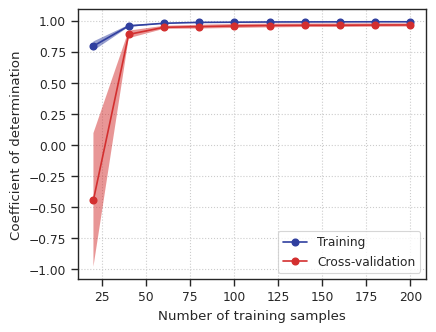 1.00
0.75
0.50
0.25
0.00
−0.25
−0.50
−0.75
−1.00
Coefficient of determination
Training
Cross-validation
25 50 75 100 125 150 175 200
Number of training samples